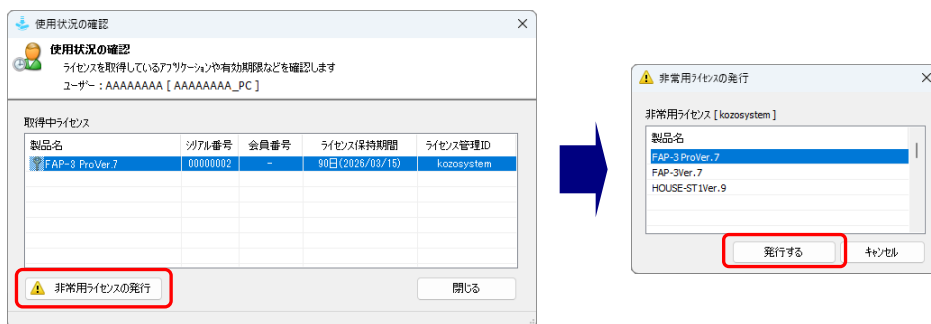 使用状況の確認
使用状況の確認
ライセンスを取得しているアプリケーションや有効期限などを確認します
ユーザー：AAAAAAAA [ AAAAAAAA_PC ]
取得中ライセンス
製品名 シリアル番号 会員番号 ライセンス保持期間 ライセンス管理ID
FAP-3 ProVer.7 00000002 - 90日(2026/03/15) kozosystem
非常用ライセンスの発行 閉じる
非常用ライセンスの発行
非常用ライセンス [ kozosystem ]
製品名
FAP-3 ProVer.7
FAP-3Ver.7
HOUSE-ST1Ver.9
発行する キャンセル